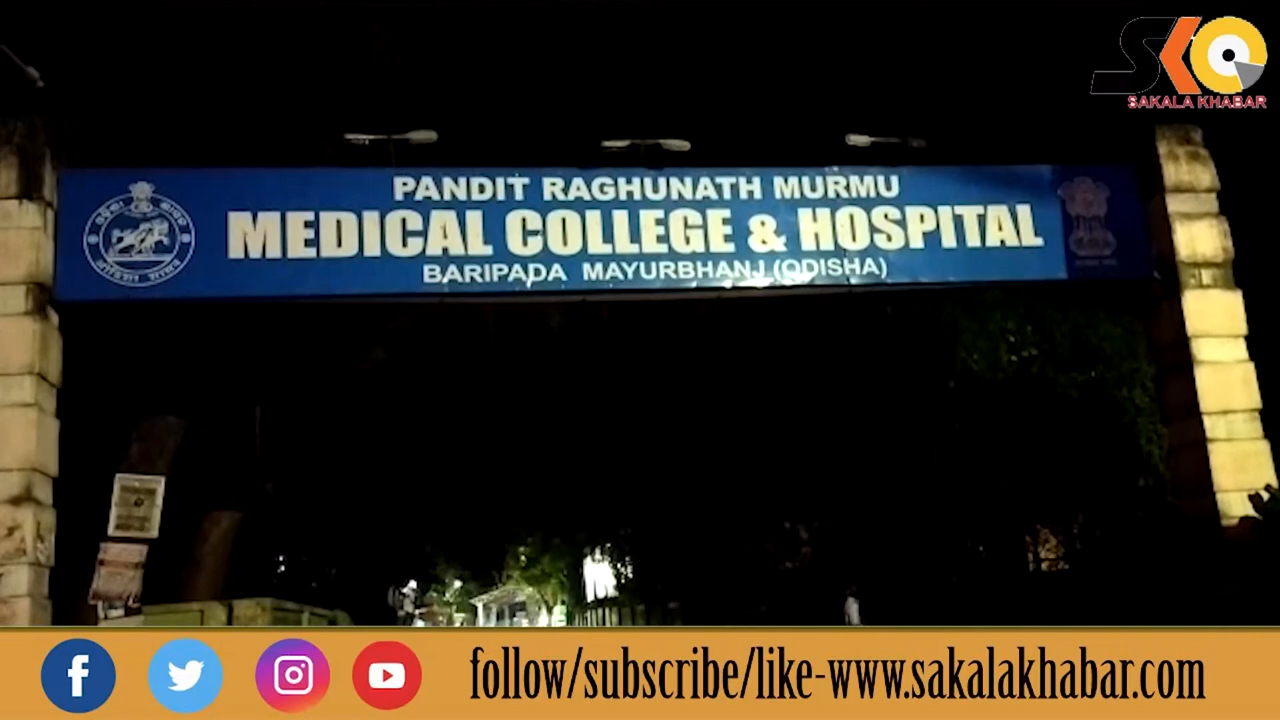 SAKALA KHABAR
PANDIT RAGHUNATH MURMU
MEDICAL COLLEGE & HOSPITAL
BARIPADA MAYURBHANJ (ODISHA)
follow/subscribe/like-www.sakalakhabar.com